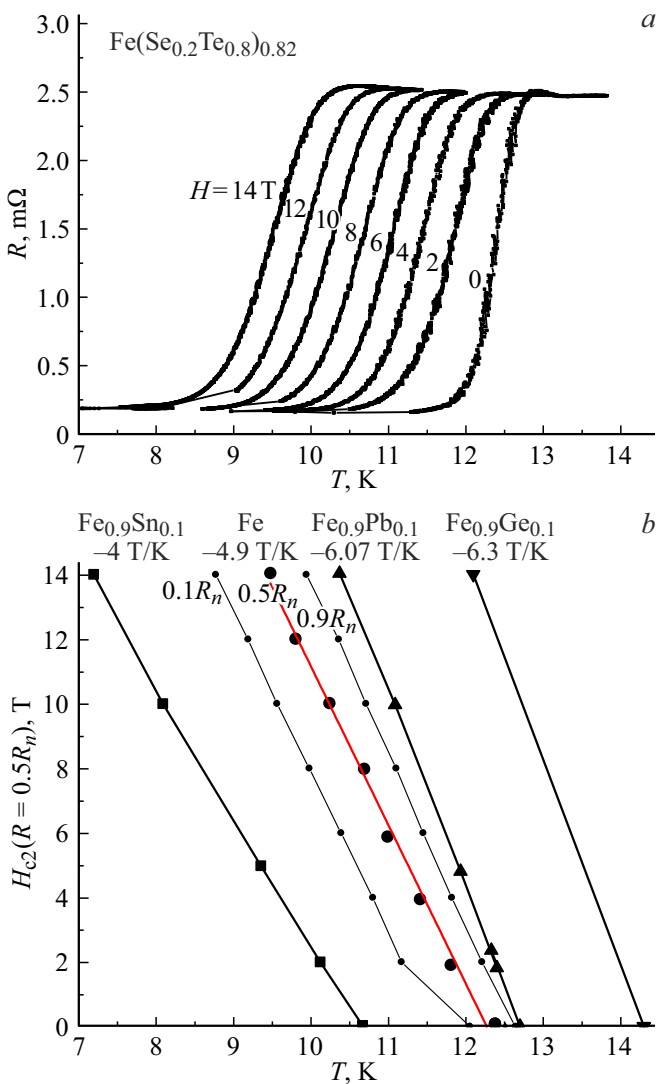 a
3.0
Fe(Se0.2Te0.8)0.82
2.5
2.0
H = 14 T
12
10
8
6
4
2
0
1.5
R, mΩ
1.0
0.5
0
7 8 9 10 11 12 13 14
T, K
Fe0.9Sn0.1 Fe Fe0.9Pb0.1 Fe0.9Ge0.1 b
–4 T/K –4.9 T/K –6.07 T/K –6.3 T/K
14
0.1Rn 0.5Rn
0.9Rn
12
10
8
6
4
2
0
Hc2(R = 0.5Rn), T
7 8 9 10 11 12 13 14
T, K